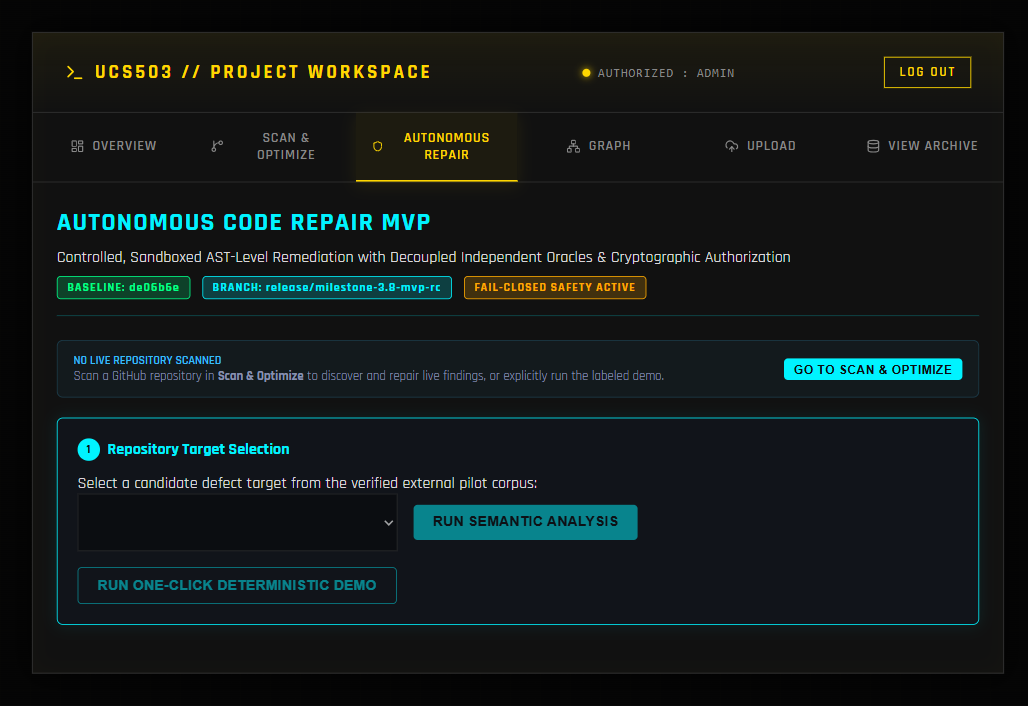 >_ UCS503 // PROJECT WORKSPACE
AUTHORIZED : ADMIN
LOG OUT
OVERVIEW
SCAN &
OPTIMIZE
AUTONOMOUS
REPAIR
GRAPH
UPLOAD
VIEW ARCHIVE
AUTONOMOUS CODE REPAIR MVP
Controlled, Sandboxed AST-Level Remediation with Decoupled Independent Oracles & Cryptographic Authorization
BASELINE: de06b6e
BRANCH: release/milestone-3.8-mvp-rc
FAIL-CLOSED SAFETY ACTIVE
NO LIVE REPOSITORY SCANNED
Scan a GitHub repository in Scan & Optimize to discover and repair live findings, or explicitly run the labeled demo.
GO TO SCAN & OPTIMIZE
1 Repository Target Selection
Select a candidate defect target from the verified external pilot corpus:
RUN SEMANTIC ANALYSIS
RUN ONE-CLICK DETERMINISTIC DEMO